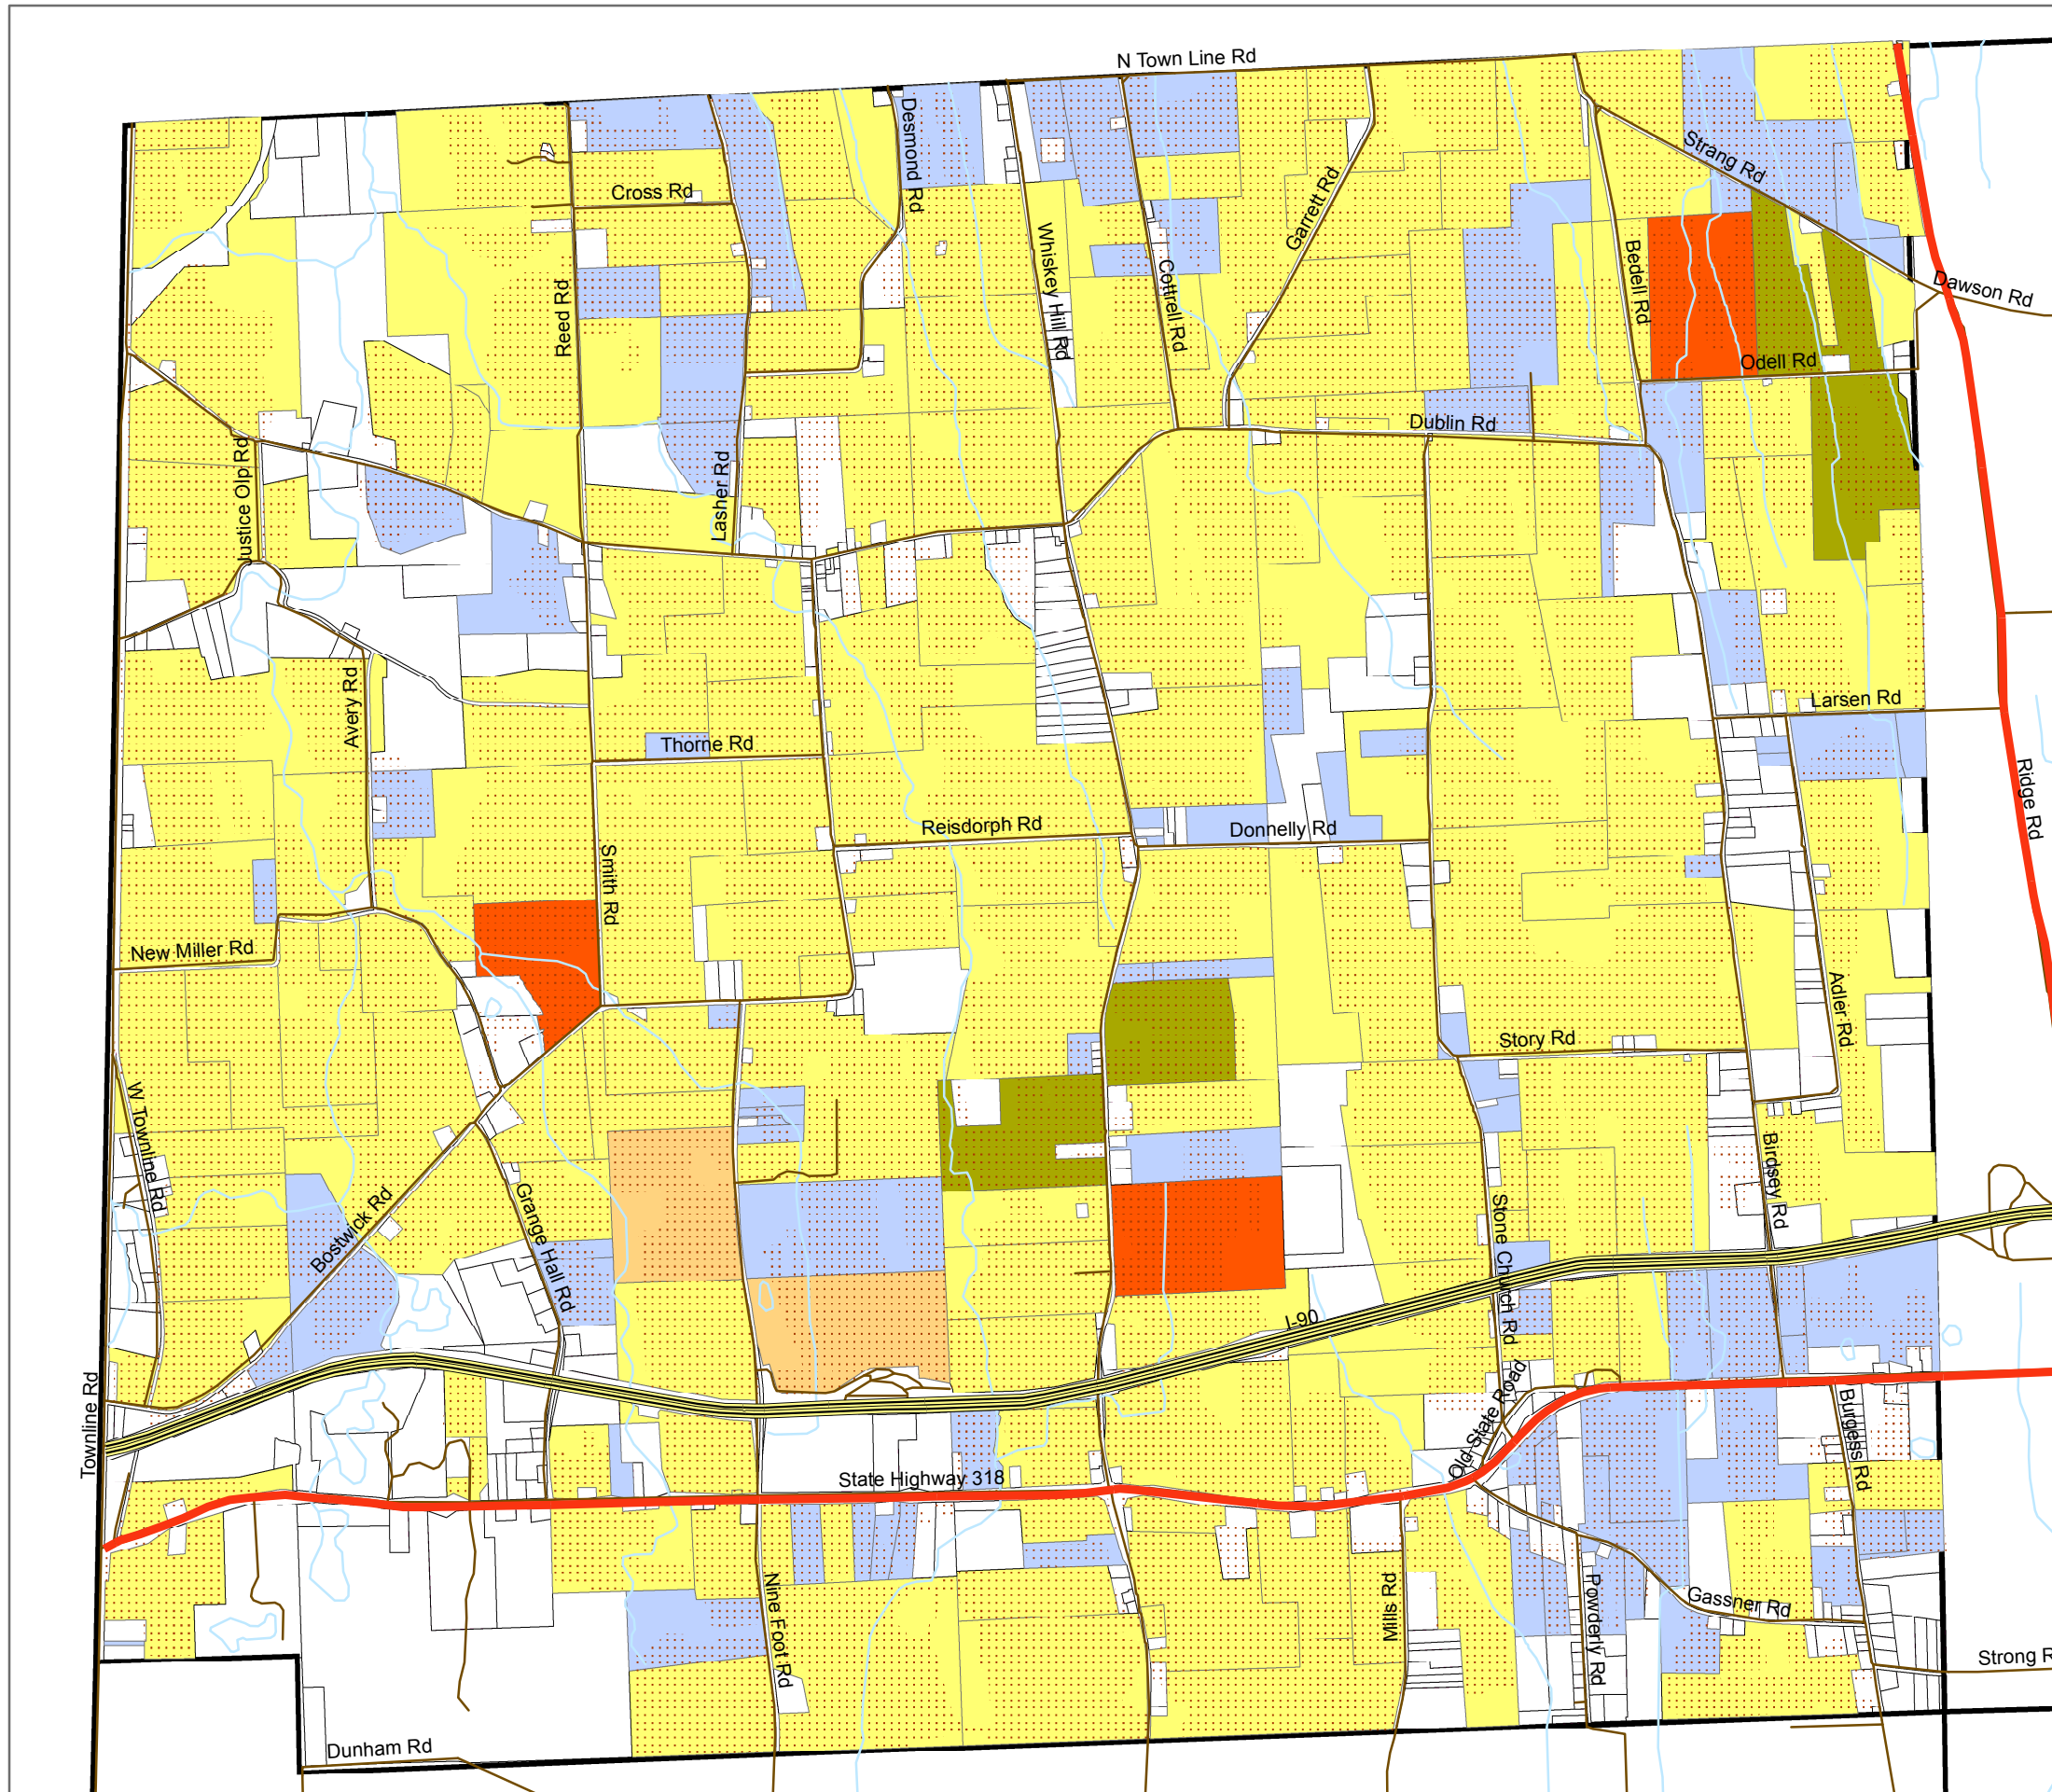 N Town Line Rd
Desmond Rd
Strang Rd
Cross Rd
Garrett Rd
Whiskey Hill Rd
Cottrell Rd
Bedell Rd
Dawson Rd
Reed Rd
Odell Rd
Dublin Rd
Justice Olp Rd
Lasher Rd
Avery Rd
Larsen Rd
Thorne Rd
Ridge Rd
Reisdorph Rd
Donnelly Rd
Smith Rd
New Miller Rd
Adler Rd
Story Rd
W Townline Rd
Birdsey Rd
Bostwick Rd
Grange Hall Rd
Stone Church Rd
I-90
Townline Rd
Old State Road
Burgess Rd
State Highway 318
Nine Foot Rd
Mills Rd
Powderly Rd
Gassner Rd
Strong R
Dunham Rd